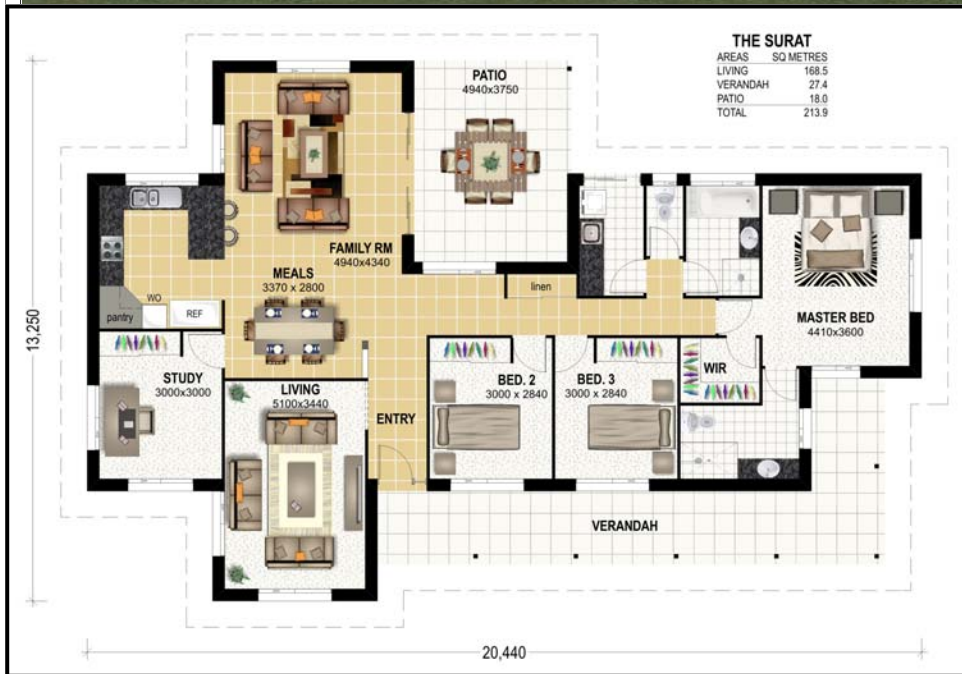 THE SURAT
AREAS SQ METRES
LIVING 168.5
VERANDAH 27.4
PATIO 18.0
TOTAL 213.9
PATIO
4940x3750
FAMILY RM
4940x4340
MEALS
3370 x 2800
linen
WO
REF
pantry
MASTER BED
4410x3600
13,250
STUDY
3000x3000
LIVING
5100x3440
BED. 2
3000 x 2840
BED. 3
3000 x 2840
WIR
ENTRY
VERANDAH
20,440